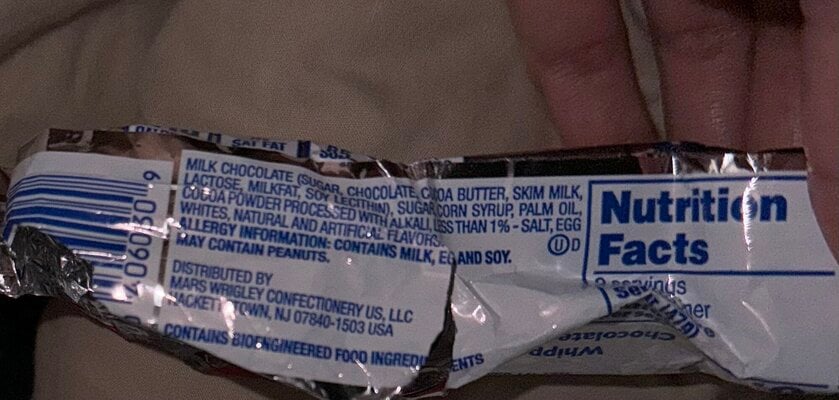 SAT FAT
MILK CHOCOLATE (SUGAR, CHOCOLATE, COCOA BUTTER, SKIM MILK,
LACTOSE, MILKFAT, SOY LECITHIN), SUGAR, CORN SYRUP, PALM OIL,
COCOA POWDER PROCESSED WITH ALKALI, LESS THAN 1% - SALT, EGG
WHITES, NATURAL AND ARTIFICIAL FLAVORS.
ALLERGY INFORMATION: CONTAINS MILK, EGG AND SOY.
MAY CONTAIN PEANUTS.
U D
DISTRIBUTED BY
MARS WRIGLEY CONFECTIONERY US, LLC
HACKETTSTOWN, NJ 07840-1503 USA
CONTAINS BIOENGINEERED FOOD INGREDIENTS
Nutrition
Facts
servings
Whipp
Chocolate